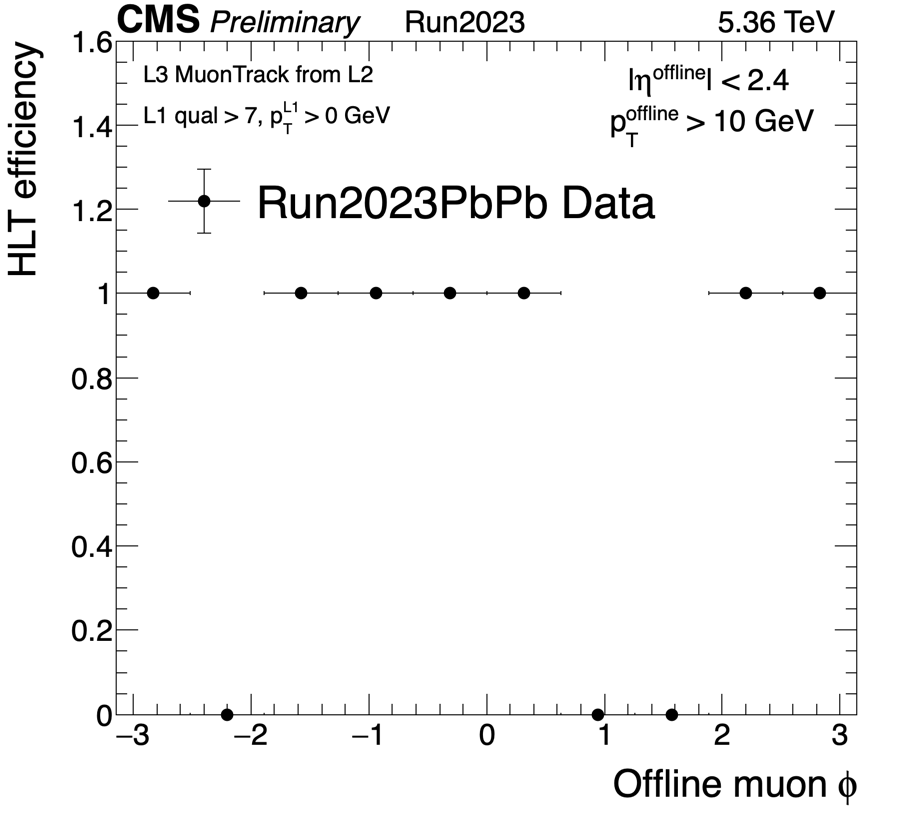 CMS Preliminary Run2023 5.36 TeV
L3 MuonTrack from L2
L1 qual > 7, p_T^L1 > 0 GeV
|η^offline| < 2.4
p_T^offline > 10 GeV
Run2023PbPb Data
HLT efficiency
1.6
1.4
1.2
1
0.8
0.6
0.4
0.2
0
−3 −2 −1 0 1 2 3
Offline muon ϕ